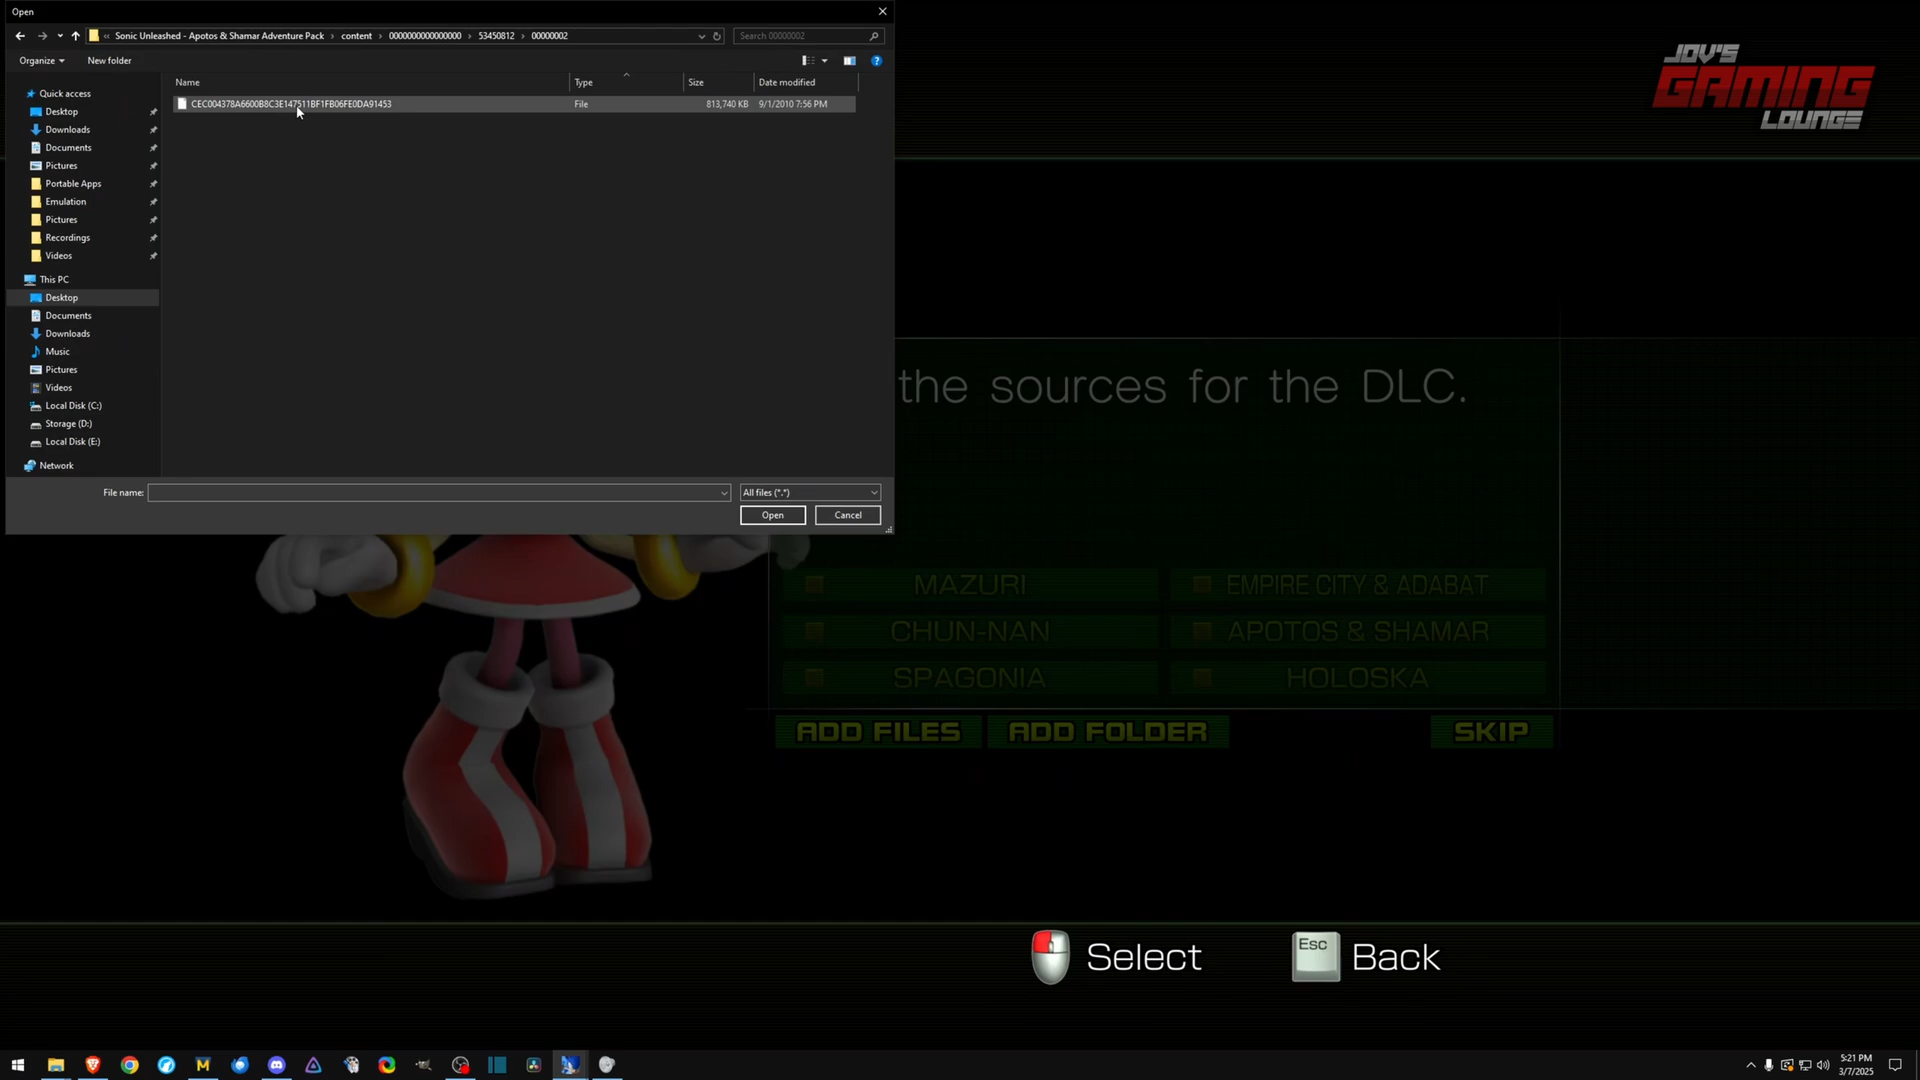 Open
« Sonic Unleashed - Apotos & Shamar Adventure Pack › content › 0000000000000000 › 53450812 › 00000002
Search 00000002
Organize
New folder
Name
Type
Size
Date modified
CEC004378A6600B8C3E147511BF1FB06FE0DA91453
File
813,740 KB
9/1/2010 7:56 PM
Quick access
Desktop
Downloads
Documents
Pictures
Portable Apps
Emulation
Pictures
Recordings
Videos
This PC
Desktop
Documents
Downloads
Music
Pictures
Videos
Local Disk (C:)
Storage (D:)
Local Disk (E:)
Network
File name:
All files (*.*)
Open
Cancel
JOV'S
GAMING
LOUNGE
the sources for the DLC.
MAZURI
EMPIRE CITY & ADABAT
CHUN-NAN
APOTOS & SHAMAR
SPAGONIA
HOLOSKA
ADD FILES
ADD FOLDER
SKIP
Select
Esc
Back
5:21 PM
3/7/2025